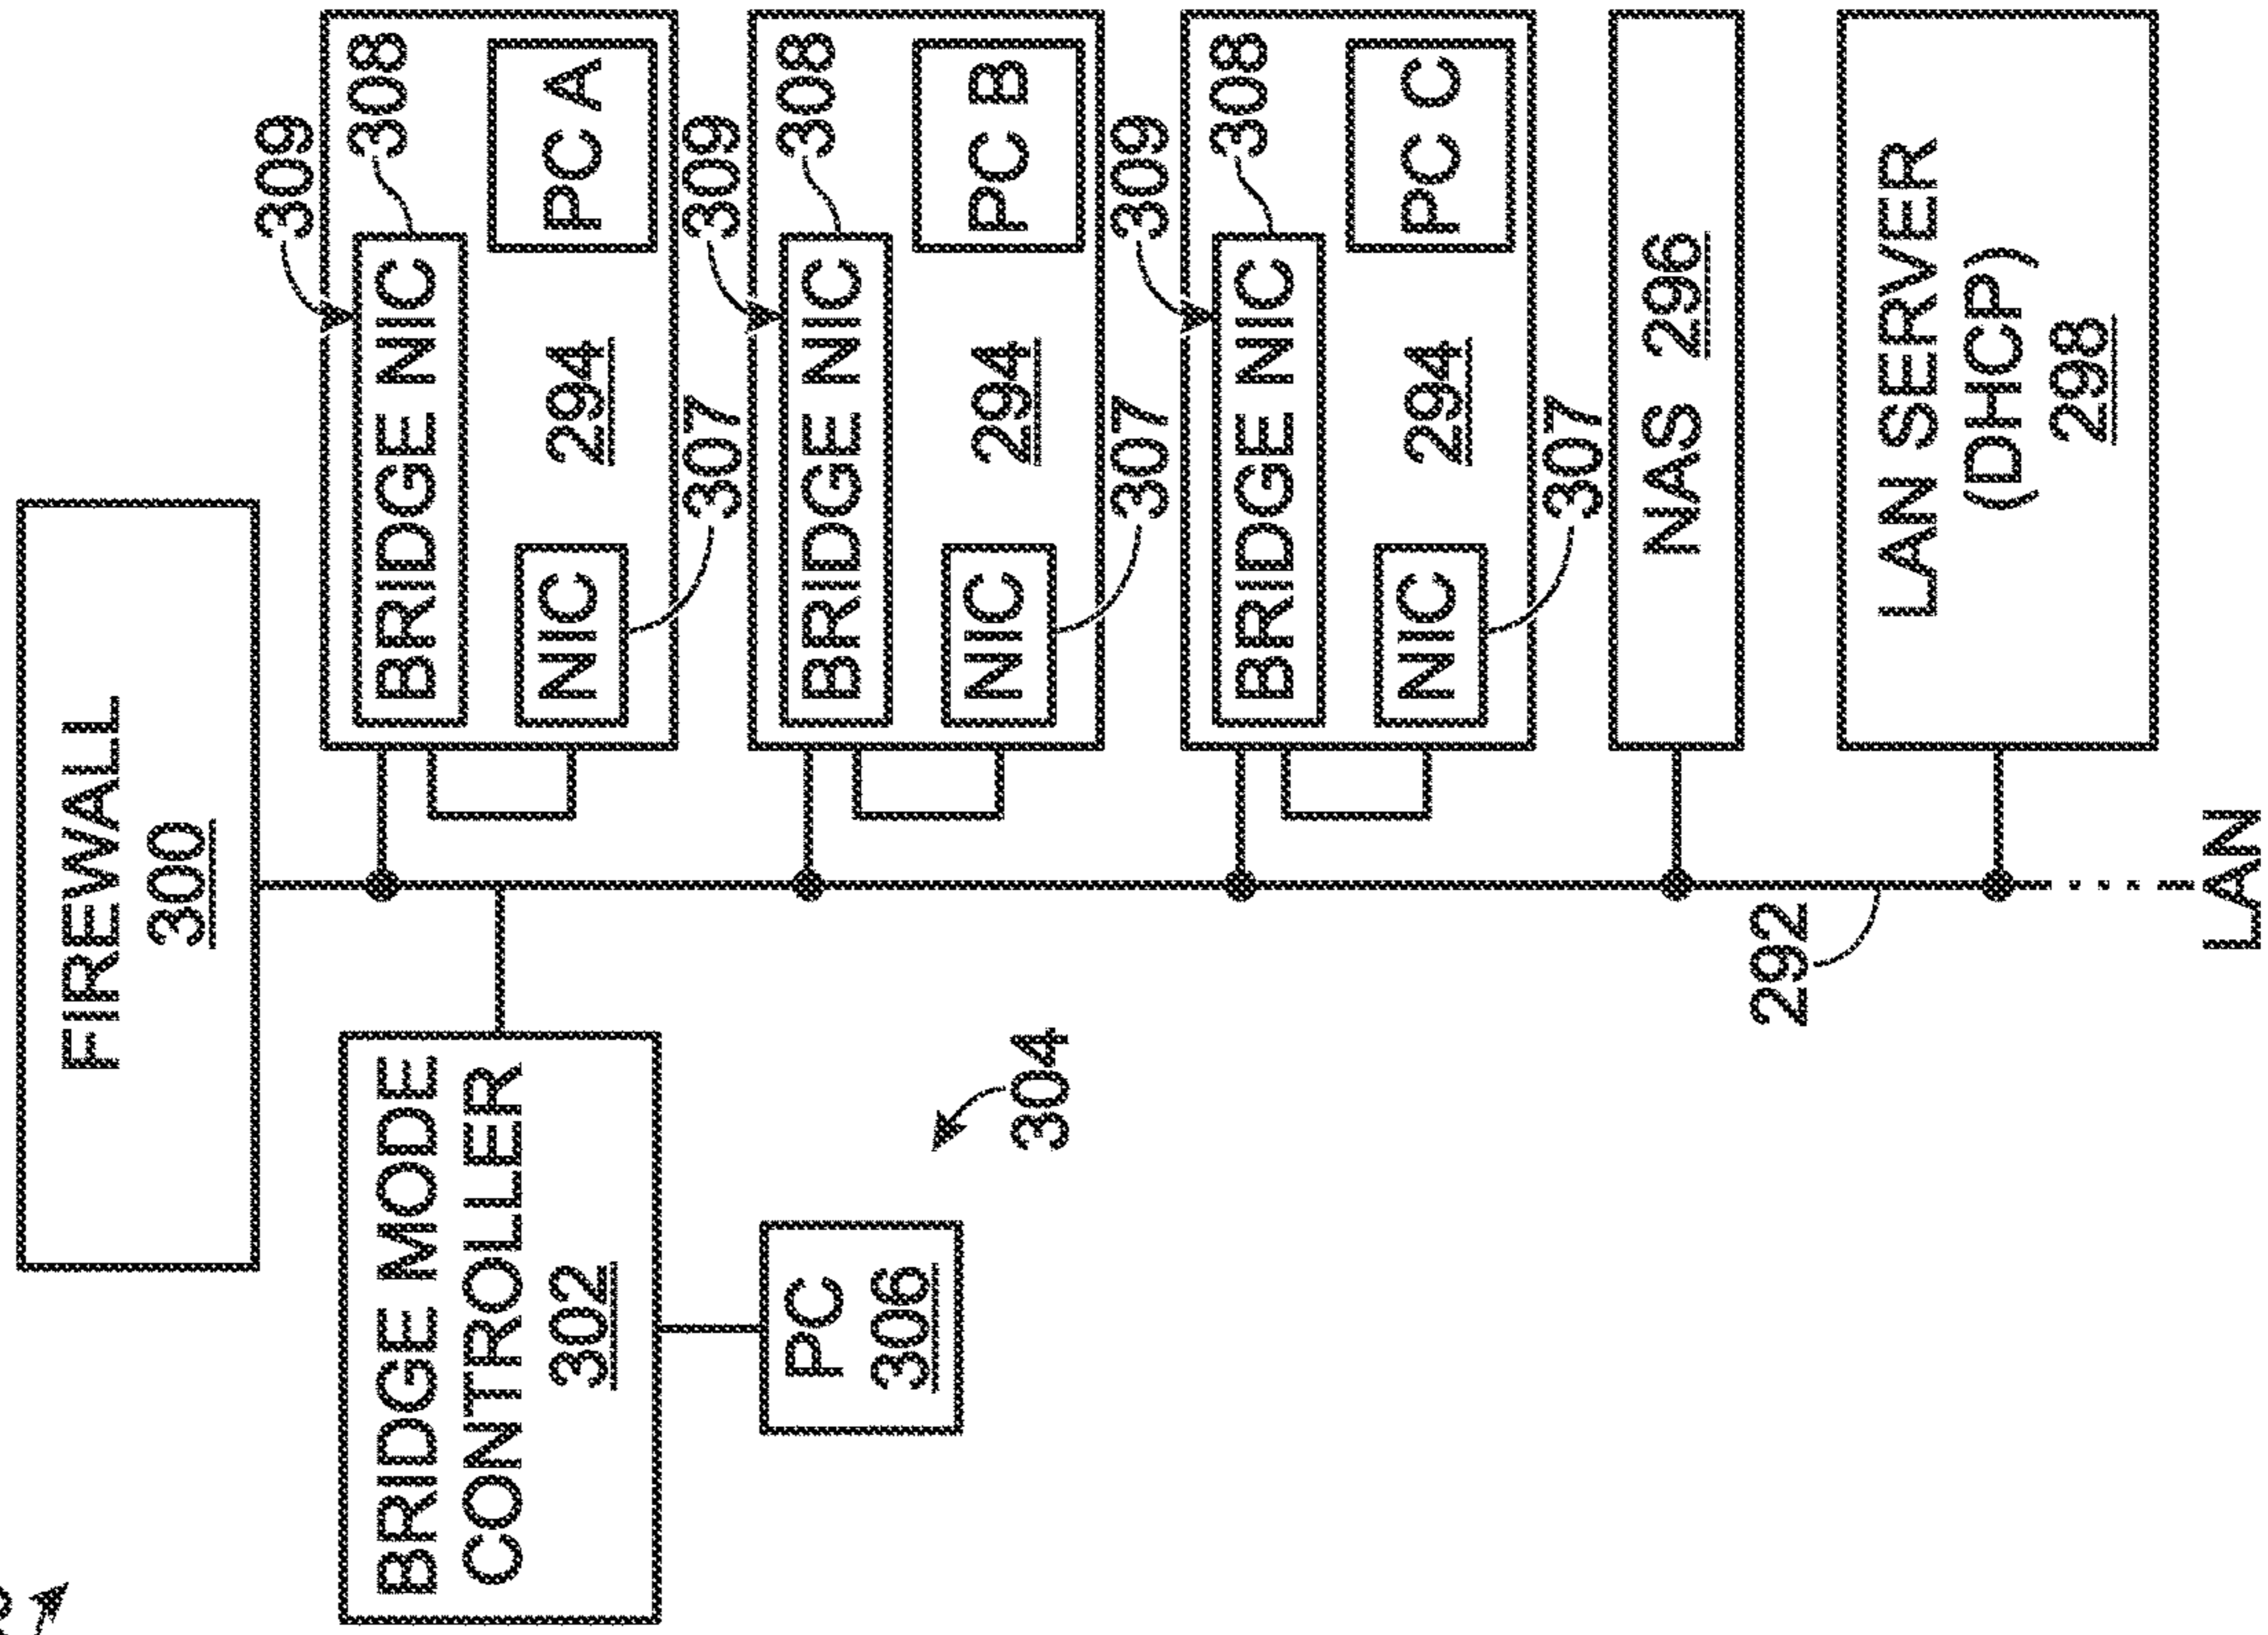 FIREWALL
300
BRIDGE MODE
CONTROLLER
302
PC
306
304
309
308
BRIDGE NIC
294
NIC
PC A
307
309
308
BRIDGE NIC
294
NIC
PC B
307
309
308
BRIDGE NIC
294
NIC
PC C
307
NAS 296
292
LAN SERVER
(DHCP)
298
LAN